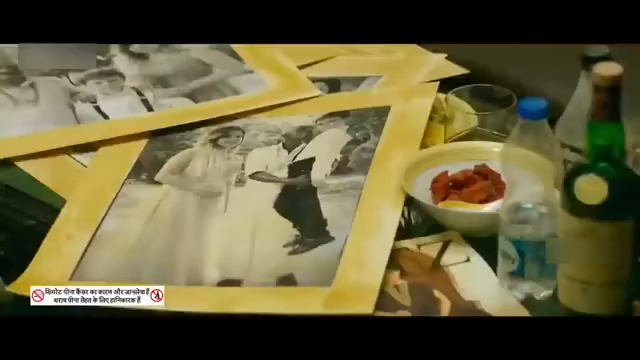 सिगरेट पीना कैंसर का कारण और जानलेवा है
शराब पीना सेहत के लिए हानिकारक है